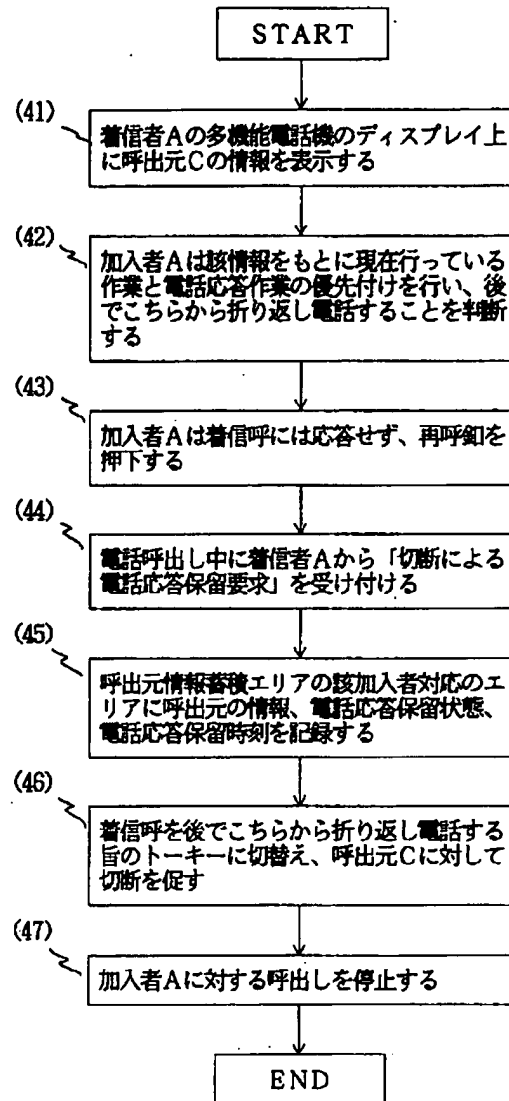 START
(41)
着信者Aの多機能電話機のディスプレイ上
に呼出元Cの情報を表示する
(42)
加入者Aは該情報をもとに現在行っている
作業と電話応答作業の優先付けを行い、後
でこちらから折り返し電話することを判断
する
(43)
加入者Aは着信呼には応答せず、再呼釦を
押下する
(44)
電話呼出し中に着信者Aから「切断による
電話応答保留要求」を受け付ける
(45)
呼出元情報蓄積エリアの該加入者対応のエ
リアに呼出元の情報、電話応答保留状態、
電話応答保留時刻を記録する
(46)
着信呼を後でこちらから折り返し電話する
旨のトーキーに切替え、呼出元Cに対して
切断を促す
(47)
加入者Aに対する呼出しを停止する
END